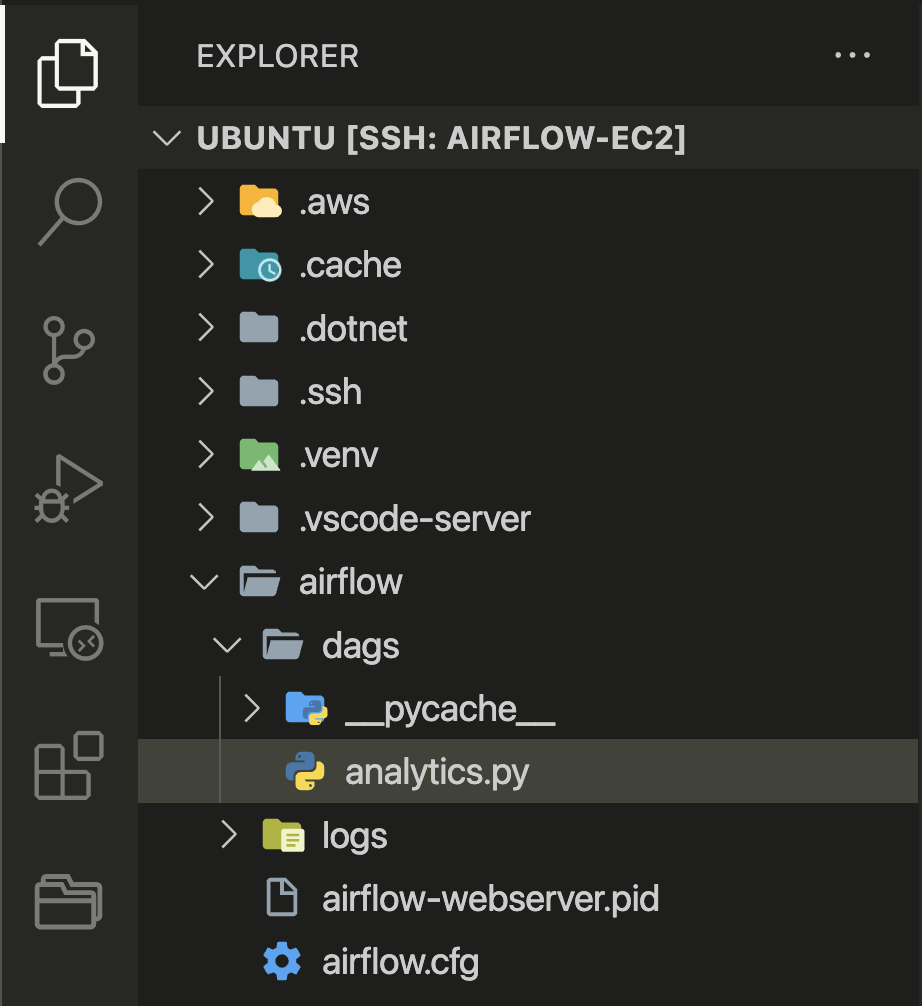 EXPLORER
UBUNTU [SSH: AIRFLOW-EC2]
.aws
.cache
.dotnet
.ssh
.venv
.vscode-server
airflow
dags
__pycache__
analytics.py
logs
airflow-webserver.pid
airflow.cfg